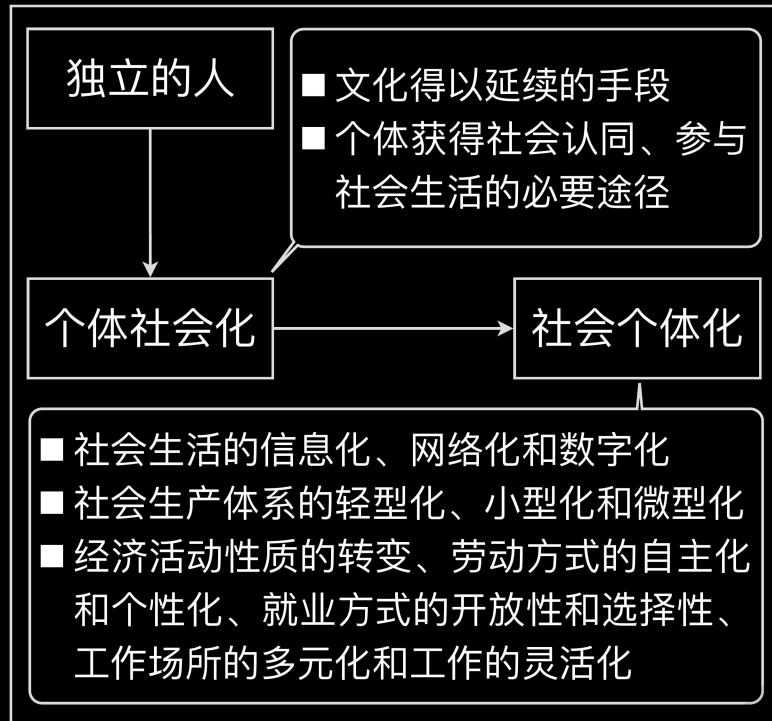 独立的人
■ 文化得以延续的手段
■ 个体获得社会认同、参与
社会生活的必要途径
个体社会化
社会个体化
■ 社会生活的信息化、网络化和数字化
■ 社会生产体系的轻型化、小型化和微型化
■ 经济活动性质的转变、劳动方式的自主化
和个性化、就业方式的开放性和选择性、
工作场所的多元化和工作的灵活化